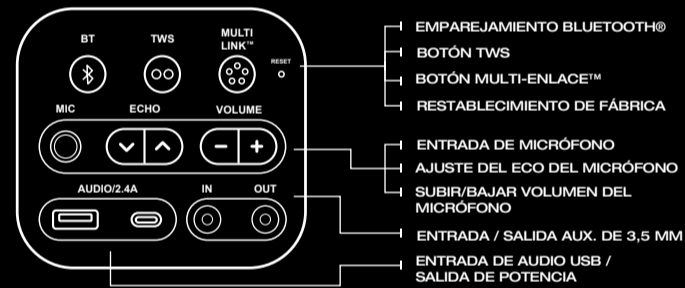 BT
TWS
MULTI
LINK™
RESET
MIC
ECHO
VOLUME
AUDIO/2.4A
IN
OUT
EMPAREJAMIENTO BLUETOOTH®
BOTÓN TWS
BOTÓN MULTI-ENLACE™
RESTABLECIMIENTO DE FÁBRICA
ENTRADA DE MICRÓFONO
AJUSTE DEL ECO DEL MICRÓFONO
SUBIR/BAJAR VOLUMEN DEL
MICRÓFONO
ENTRADA / SALIDA AUX. DE 3,5 MM
ENTRADA DE AUDIO USB /
SALIDA DE POTENCIA